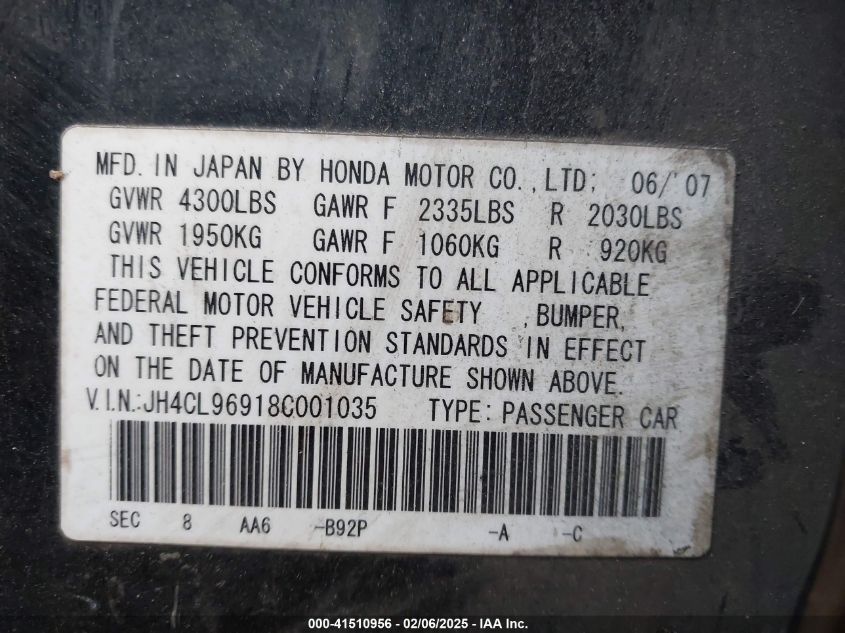 MFD. IN JAPAN BY HONDA MOTOR CO., LTD; 06/'07
GVWR 4300LBS GAWR F 2335LBS R 2030LBS
GVWR 1950KG GAWR F 1060KG R 920KG
THIS VEHICLE CONFORMS TO ALL APPLICABLE
FEDERAL MOTOR VEHICLE SAFETY , BUMPER,
AND THEFT PREVENTION STANDARDS IN EFFECT
ON THE DATE OF MANUFACTURE SHOWN ABOVE.
V.I.N.:JH4CL96918C001035 TYPE: PASSENGER CAR
SEC 8 AA6 -B92P -A -C
000-41510956 - 02/06/2025 - IAA Inc.